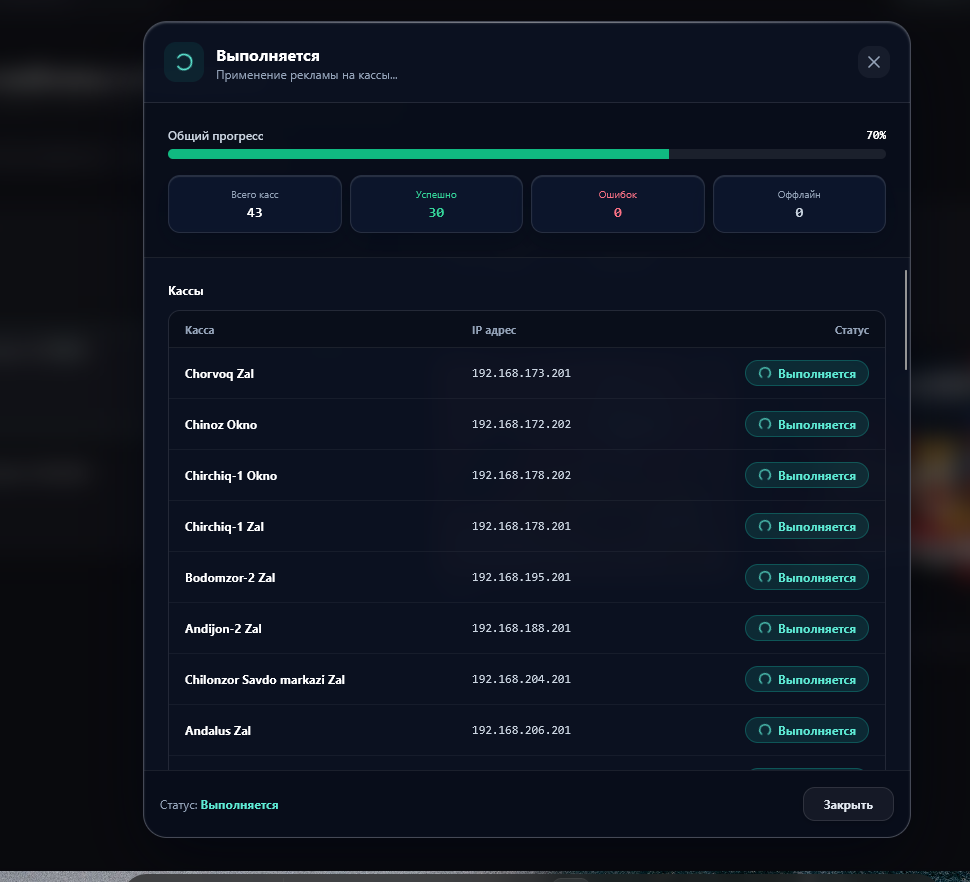 Выполняется
Применение рекламы на кассы...
Общий прогресс 70%
Всего касс Успешно Ошибок Оффлайн
43 30 0 0
Кассы
Касса IP адрес Статус
Chorvoq Zal 192.168.173.201 Выполняется
Chinoz Okno 192.168.172.202 Выполняется
Chirchiq-1 Okno 192.168.178.202 Выполняется
Chirchiq-1 Zal 192.168.178.201 Выполняется
Bodomzor-2 Zal 192.168.195.201 Выполняется
Andijon-2 Zal 192.168.188.201 Выполняется
Chilonzor Savdo markazi Zal 192.168.204.201 Выполняется
Andalus Zal 192.168.206.201 Выполняется
Статус: Выполняется Закрыть